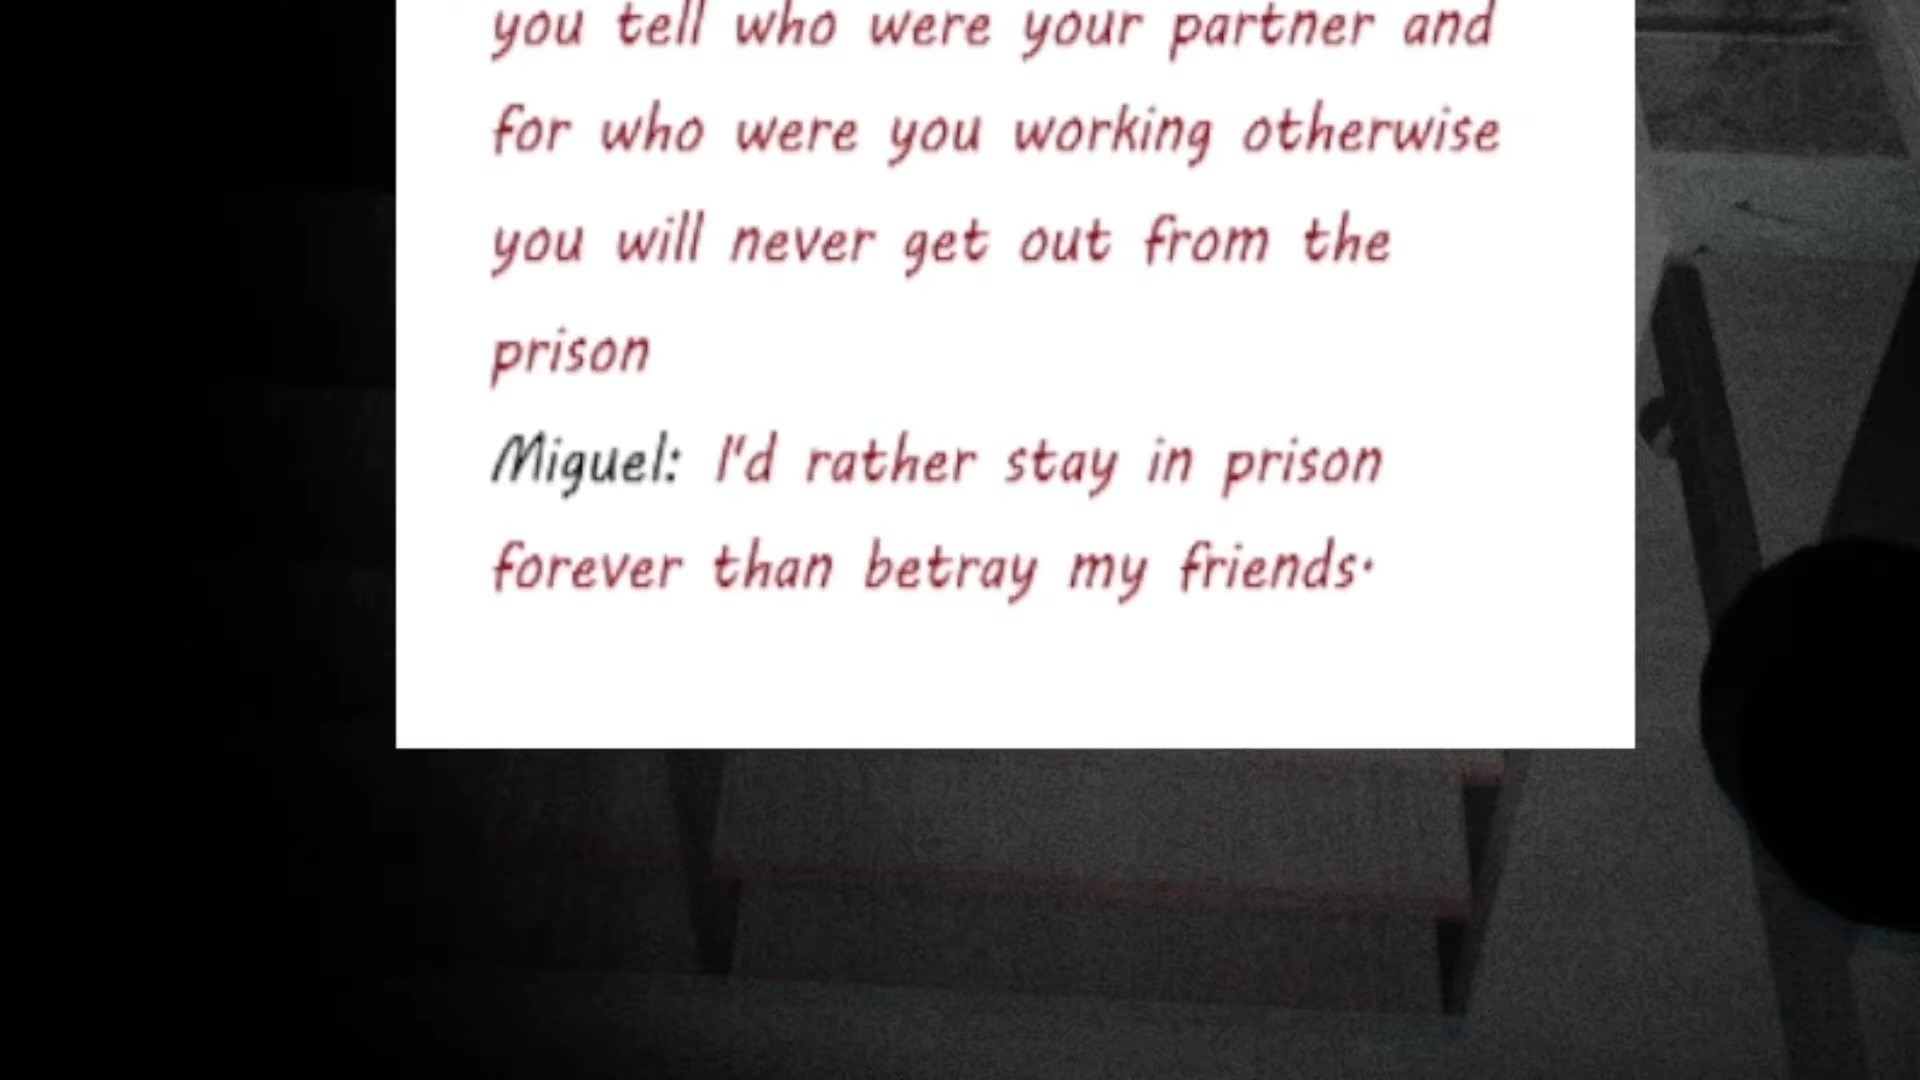 you tell who were your partner and
for who were you working otherwise
you will never get out from the
prison
Miguel: I'd rather stay in prison
forever than betray my friends·